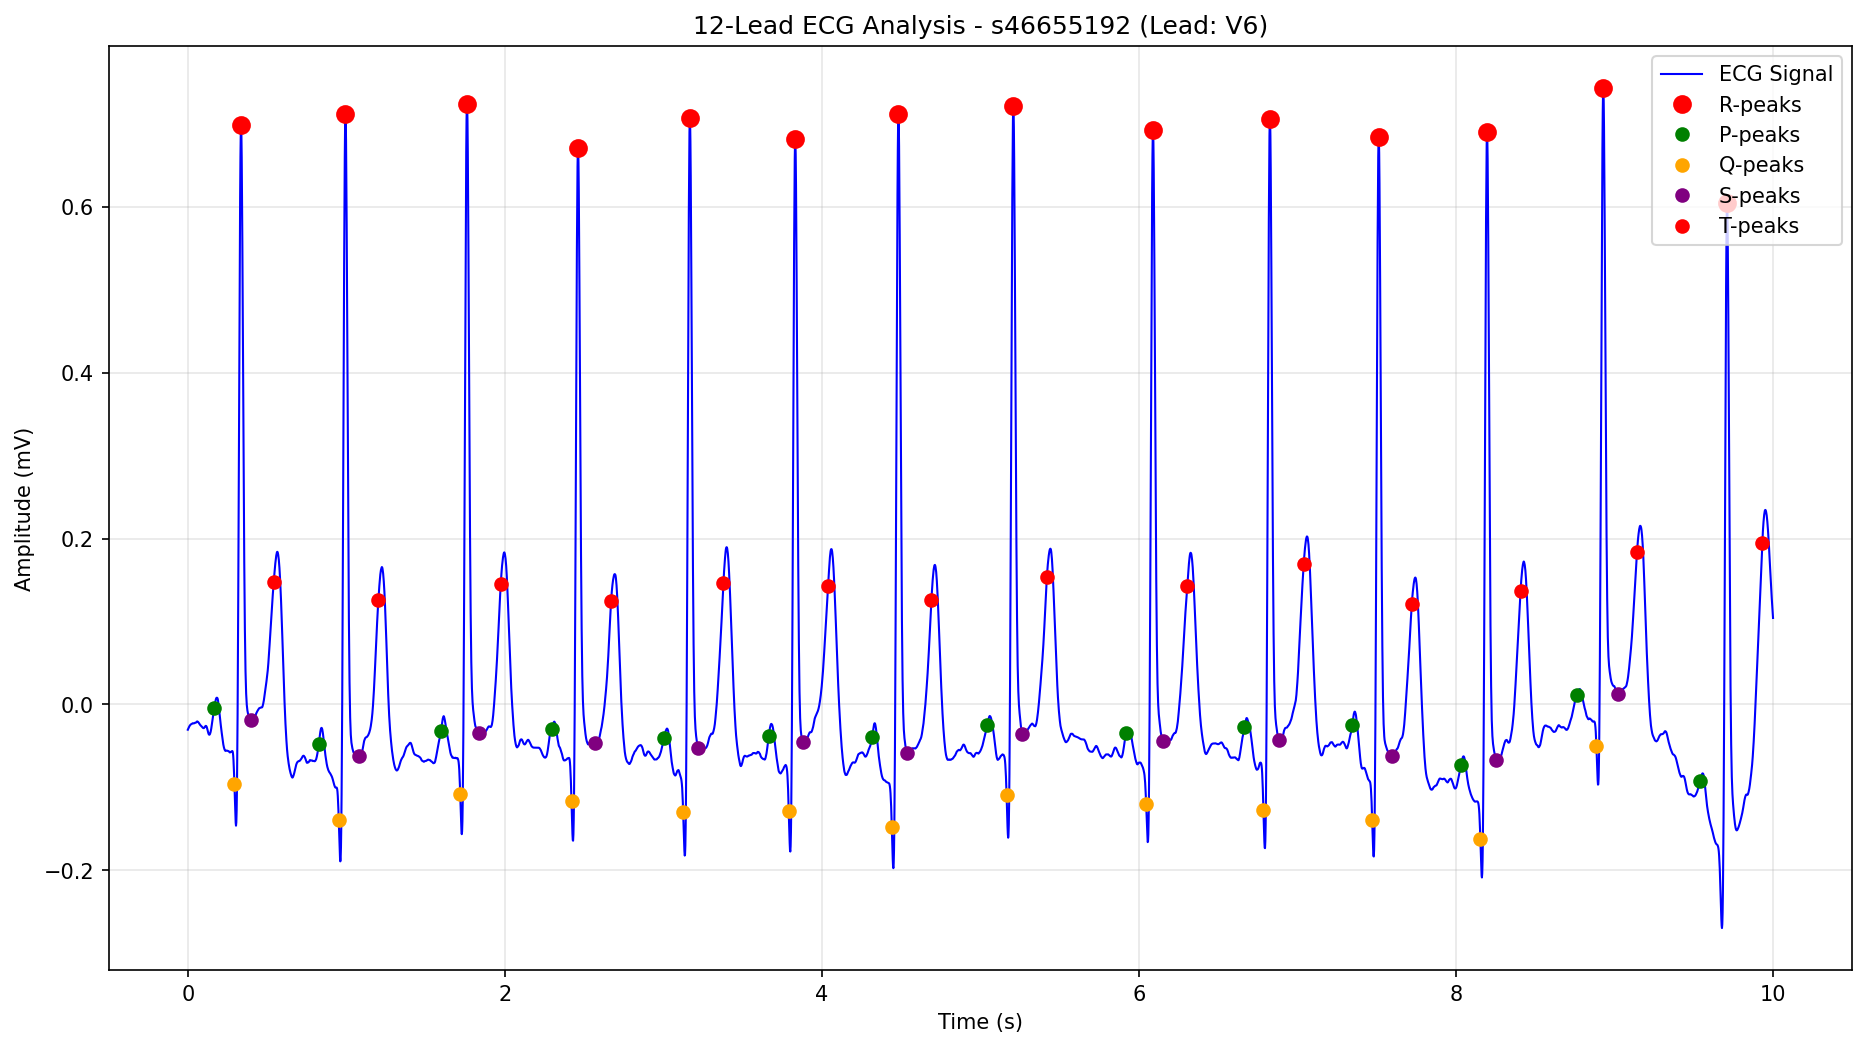 12-Lead ECG Analysis - s46655192 (Lead: V6)
ECG Signal
R-peaks
P-peaks
Q-peaks
S-peaks
T-peaks
Amplitude (mV)
0.6
0.4
0.2
0.0
−0.2
0 2 4 6 8 10
Time (s)